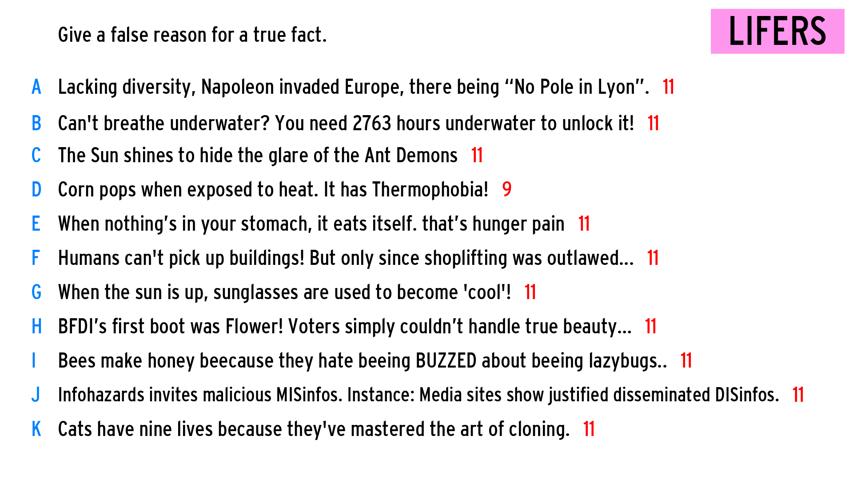 Give a false reason for a true fact.
LIFERS
A Lacking diversity, Napoleon invaded Europe, there being “No Pole in Lyon”. 11
B Can't breathe underwater? You need 2763 hours underwater to unlock it! 11
C The Sun shines to hide the glare of the Ant Demons 11
D Corn pops when exposed to heat. It has Thermophobia! 9
E When nothing’s in your stomach, it eats itself. that’s hunger pain 11
F Humans can't pick up buildings! But only since shoplifting was outlawed... 11
G When the sun is up, sunglasses are used to become 'cool'! 11
H BFDI’s first boot was Flower! Voters simply couldn’t handle true beauty... 11
I Bees make honey beecause they hate beeing BUZZED about beeing lazybugs.. 11
J Infohazards invites malicious MISinfos. Instance: Media sites show justified disseminated DISinfos. 11
K Cats have nine lives because they've mastered the art of cloning. 11